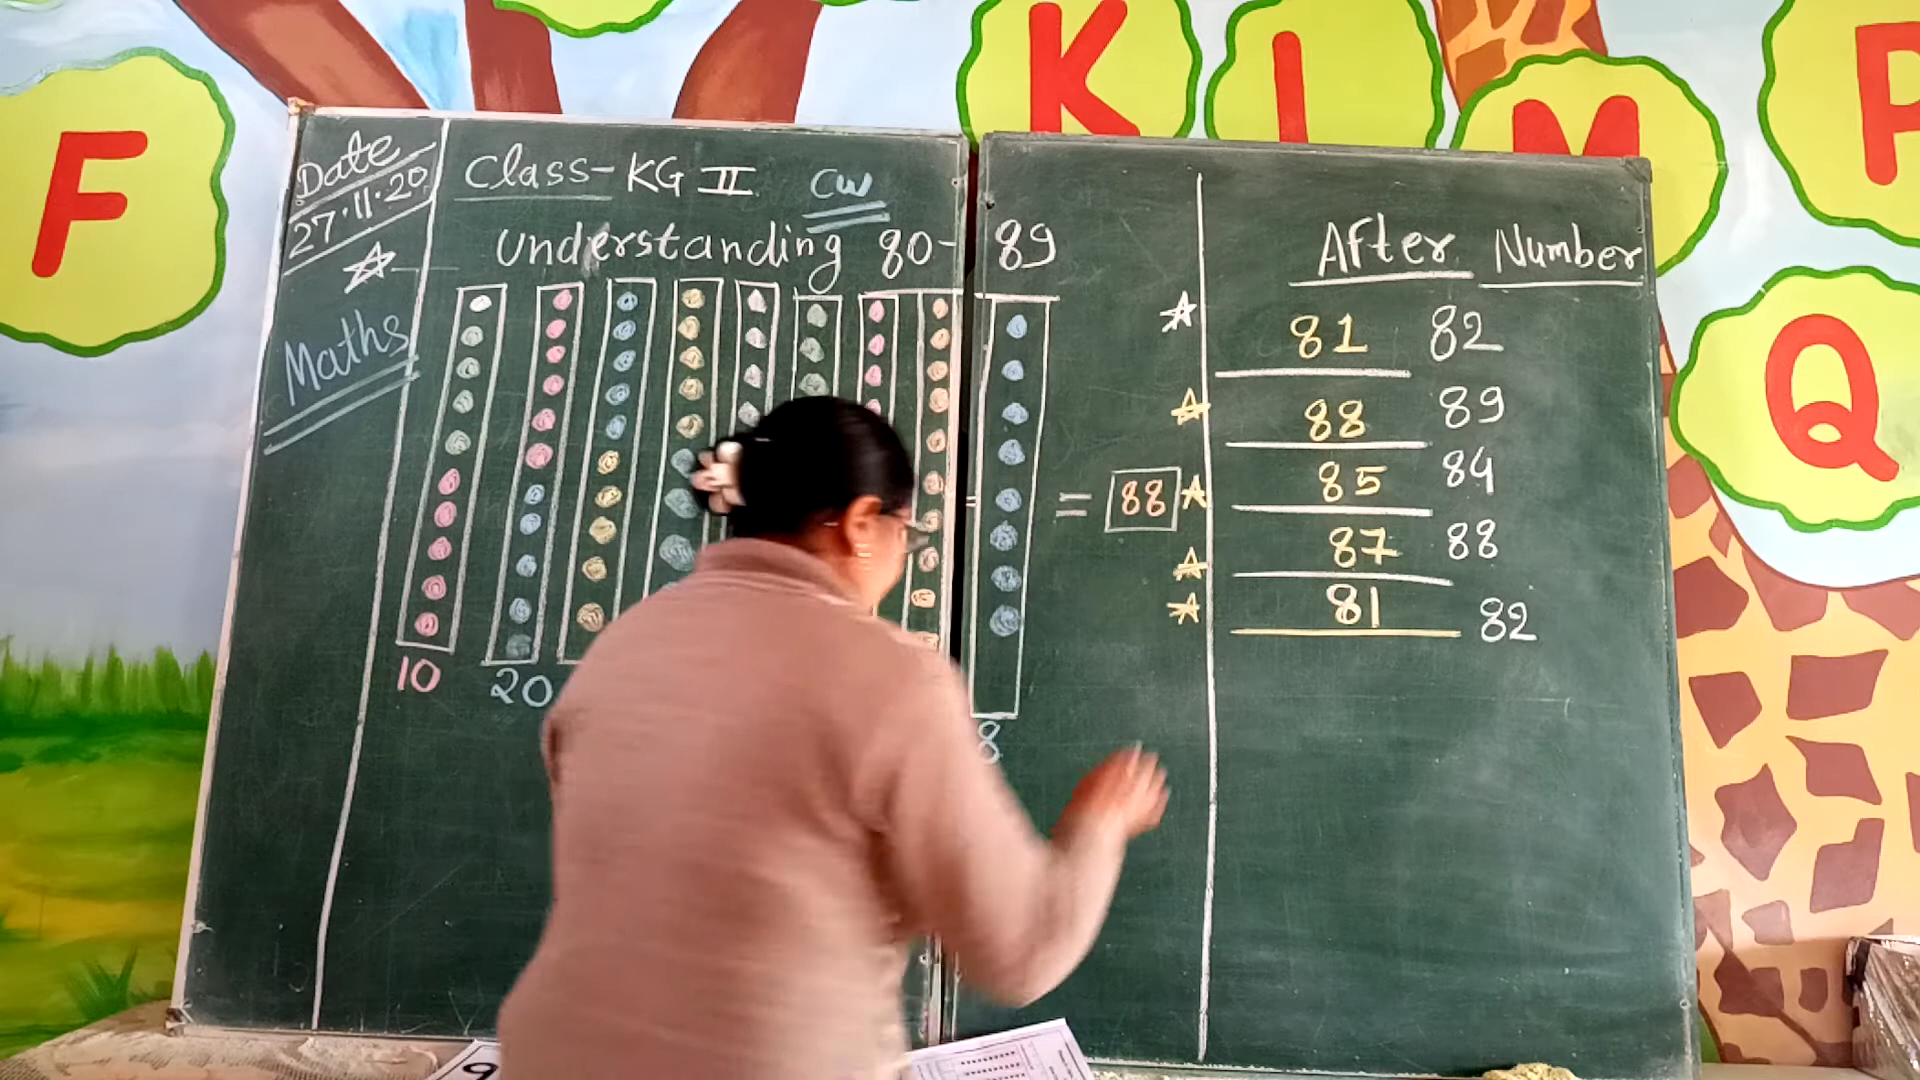 F
K
L
M
P
Q
Date
27.11.20
Maths
Class-KG II CW
Understanding 80-89
10
20
8
= 88
After Number
81 82
88 89
85 84
87 88
81 82
9